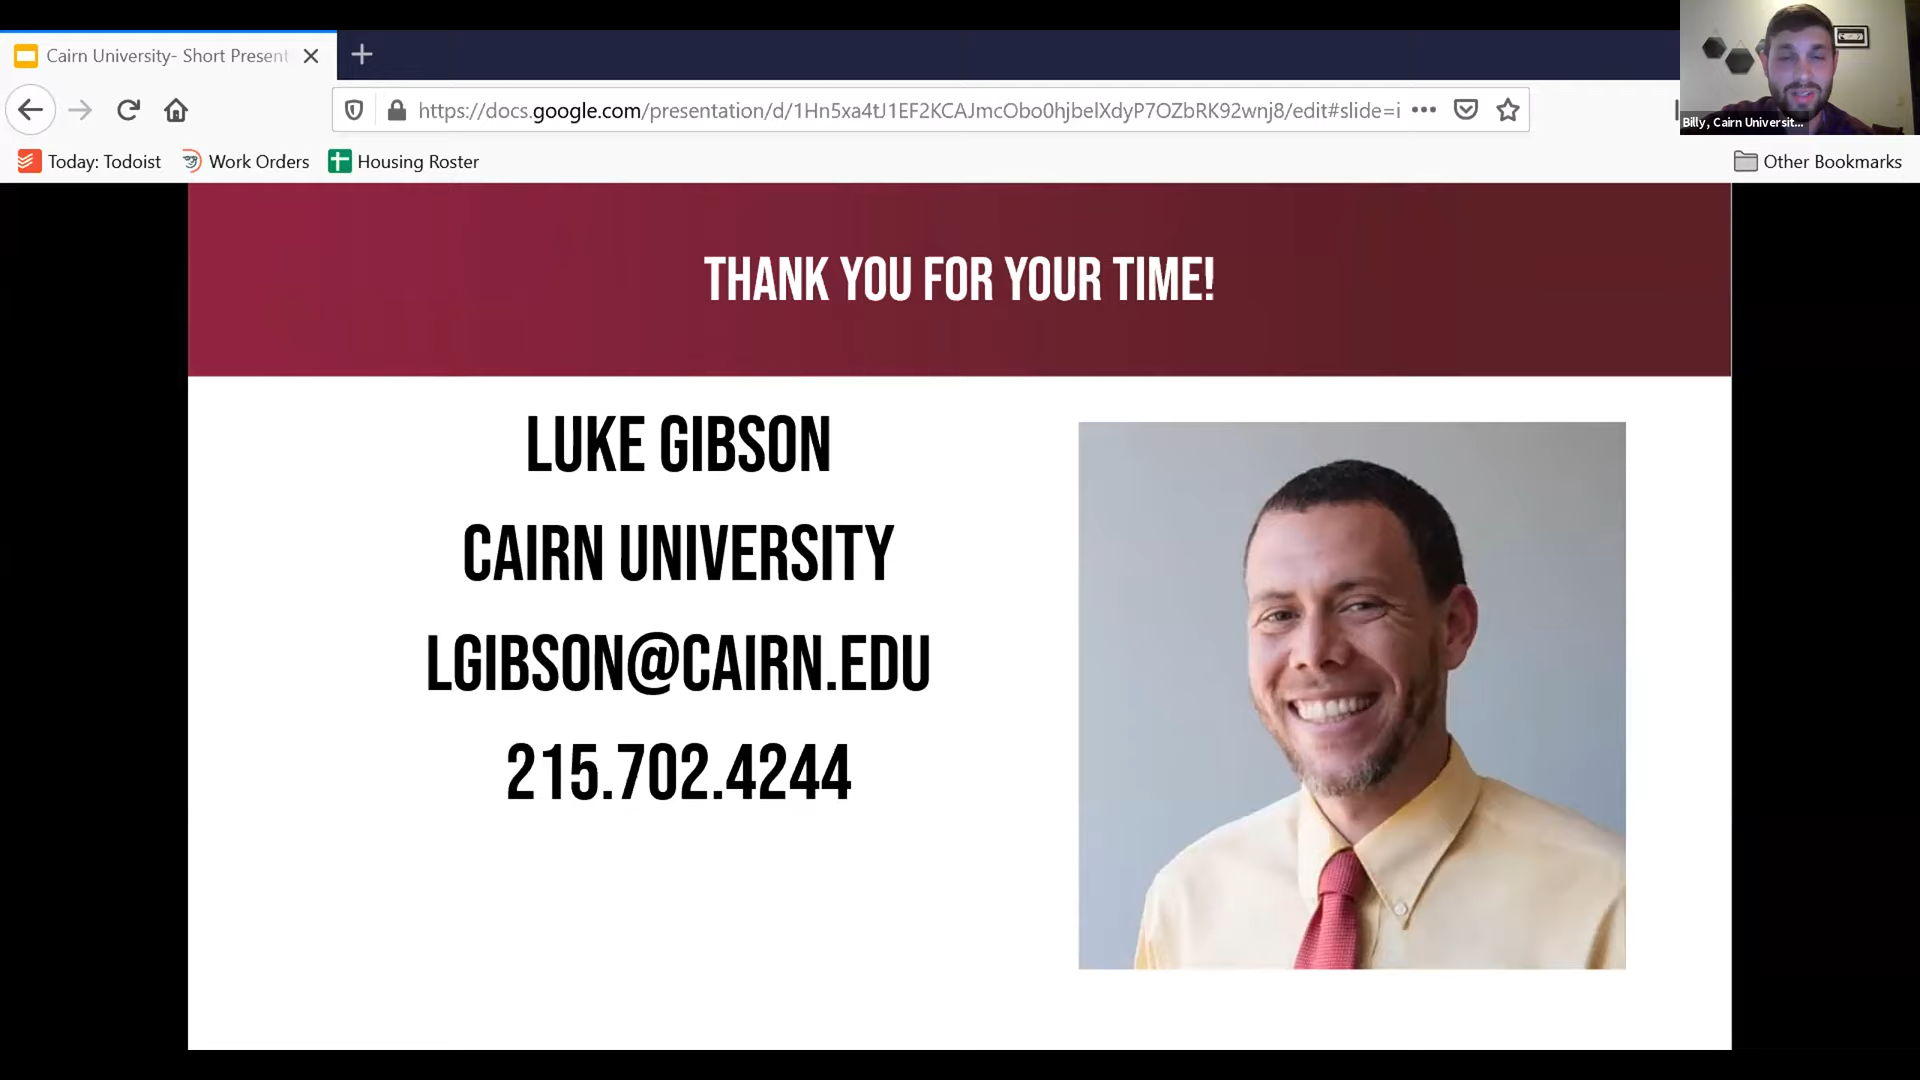 Cairn University- Short Present
https://docs.google.com/presentation/d/1Hn5xa4tJ1EF2KCAJmcObo0hjbelXdyP7OZbRK92wnj8/edit#slide=i
Billy, Cairn Universit...
Today: Todoist
Work Orders
Housing Roster
Other Bookmarks
THANK YOU FOR YOUR TIME!
LUKE GIBSON
CAIRN UNIVERSITY
LGIBSON@CAIRN.EDU
215.702.4244